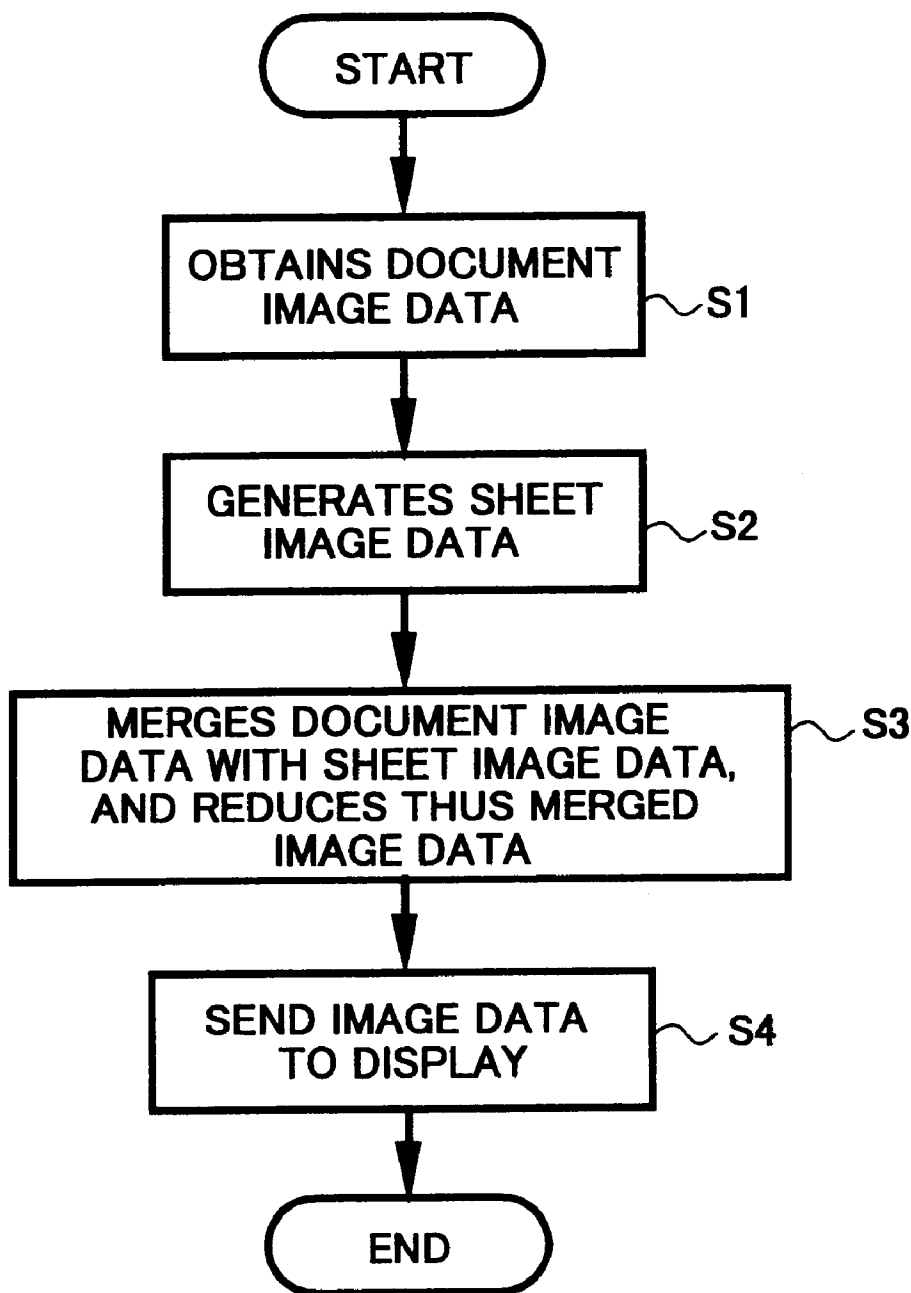 START
OBTAINS DOCUMENT
IMAGE DATA
S1
GENERATES SHEET
IMAGE DATA
S2
MERGES DOCUMENT IMAGE
DATA WITH SHEET IMAGE DATA,
AND REDUCES THUS MERGED
IMAGE DATA
S3
SEND IMAGE DATA
TO DISPLAY
S4
END